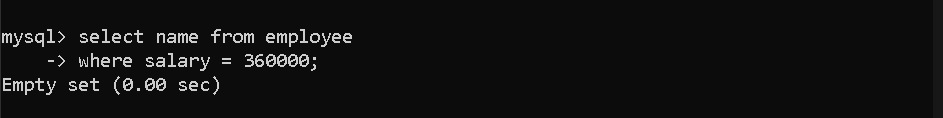 mysql> select name from employee
    -> where salary = 360000;
Empty set (0.00 sec)